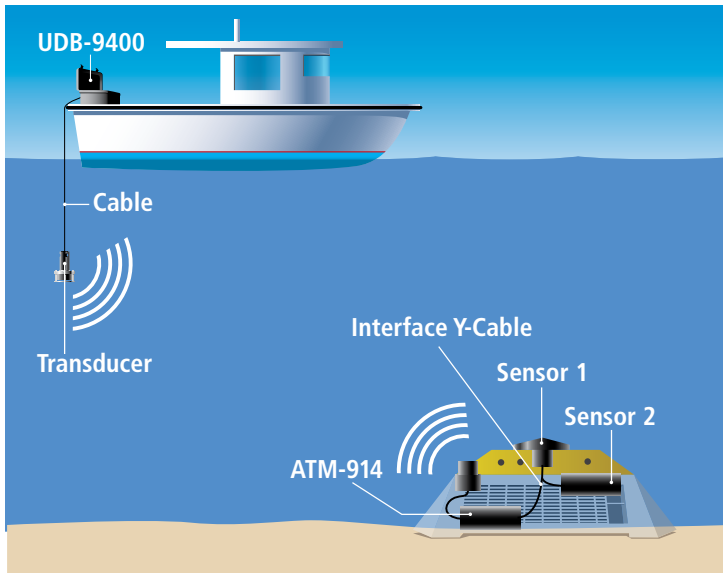 UDB-9400
Cable
Transducer
Interface Y-Cable
Sensor 1
Sensor 2
ATM-914